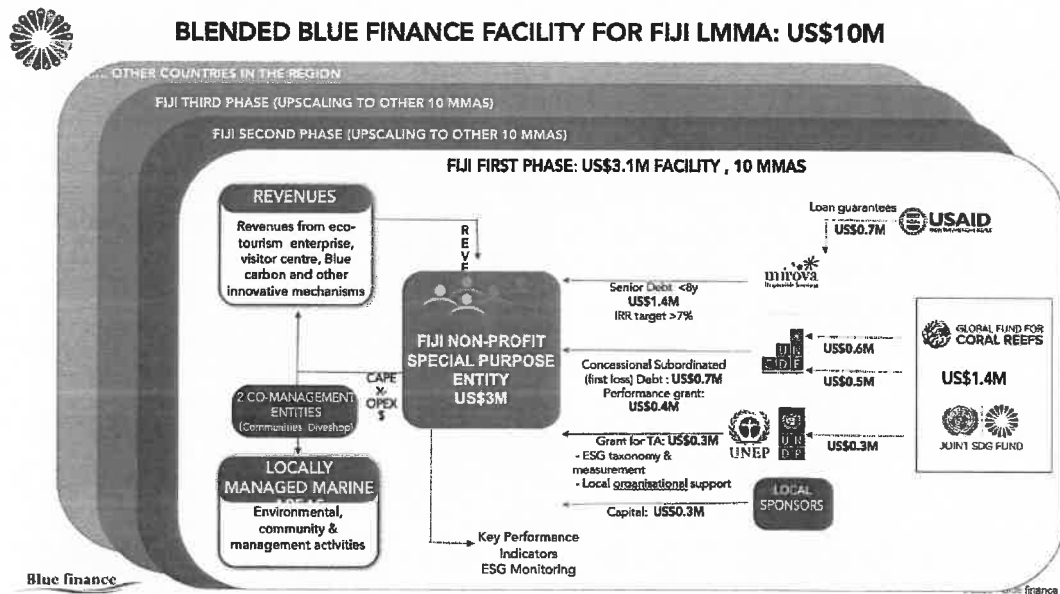 BLENDED BLUE FINANCE FACILITY FOR FIJI LMMA: US$10M
.... OTHER COUNTRIES IN THE REGION
FIJI THIRD PHASE (UPSCALING TO OTHER 10 MMAS)
FIJI SECOND PHASE (UPSCALING TO OTHER 10 MMAS)
FIJI FIRST PHASE: US$3.1M FACILITY , 10 MMAS
REVENUES
Revenues from eco-
tourism enterprise,
visitor centre, Blue
carbon and other
innovative mechanisms
R
E
V
E
Loan guarantees
US$0.7M
USAID
mirova
Senior Debt <8y
US$1.4M
IRR target >7%
FIJI NON-PROFIT
SPECIAL PURPOSE
ENTITY
US$3M
CAPE
X-
OPEX
$
2 CO-MANAGEMENT
ENTITIES
(Communities Diveshop)
LOCALLY
MANAGED MARINE
Environmental,
community &
management activities
Concessional Subordinated
(first loss) Debt : US$0.7M
Performance grant:
US$0.4M
UN
CDF
US$0.6M
US$0.5M
GLOBAL FUND FOR
CORAL REEFS
US$1.4M
JOINT SDG FUND
Grant for TA: US$0.3M
- ESG taxonomy &
measurement
- Local organisational support
UNEP
UN
DP
US$0.3M
Capital: US$0.3M
LOCAL
SPONSORS
Key Performance
Indicators
ESG Monitoring
Blue finance
Blue finance